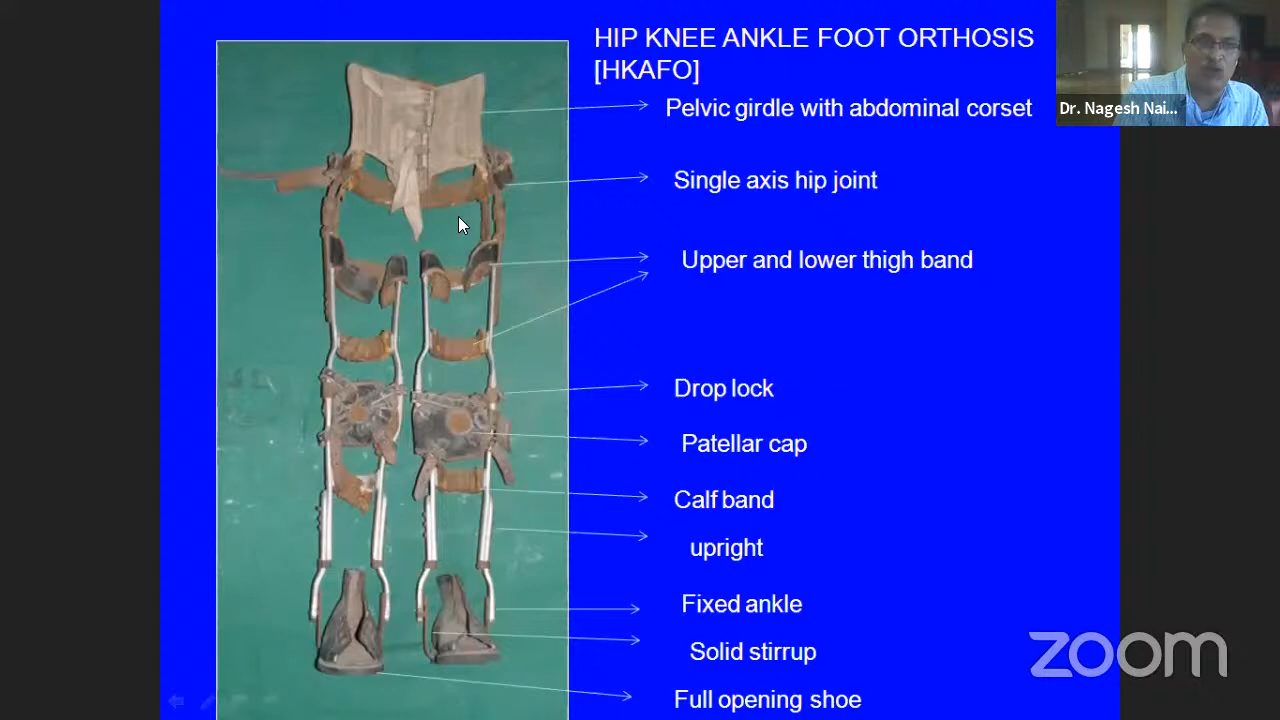 HIP KNEE ANKLE FOOT ORTHOSIS
[HKAFO]
Pelvic girdle with abdominal corset
Single axis hip joint
Upper and lower thigh band
Drop lock
Patellar cap
Calf band
upright
Fixed ankle
Solid stirrup
Full opening shoe
Dr. Nagesh Nai...
zoom